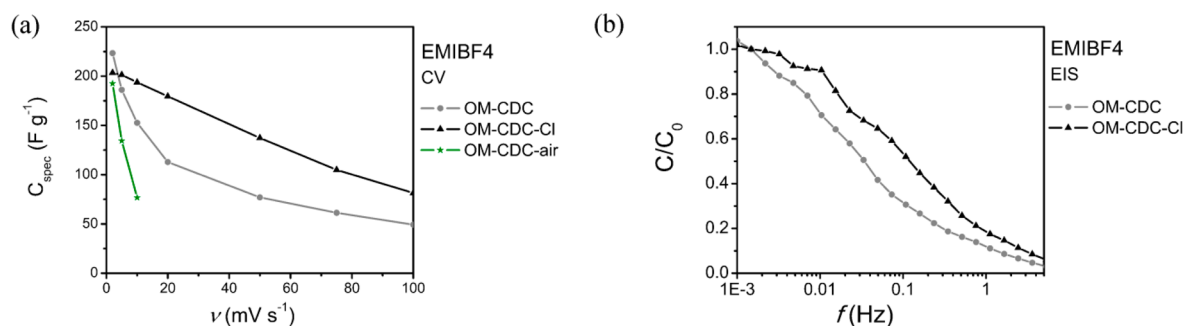 (a)
250
200
150
100
50
0
C_spec (F g⁻¹)
0 20 40 60 80 100
ν (mV s⁻¹)
EMIBF4
CV
OM-CDC
OM-CDC-Cl
OM-CDC-air
(b)
1.0
0.8
0.6
0.4
0.2
0.0
C/C₀
1E-3 0.01 0.1 1
f (Hz)
EMIBF4
EIS
OM-CDC
OM-CDC-Cl